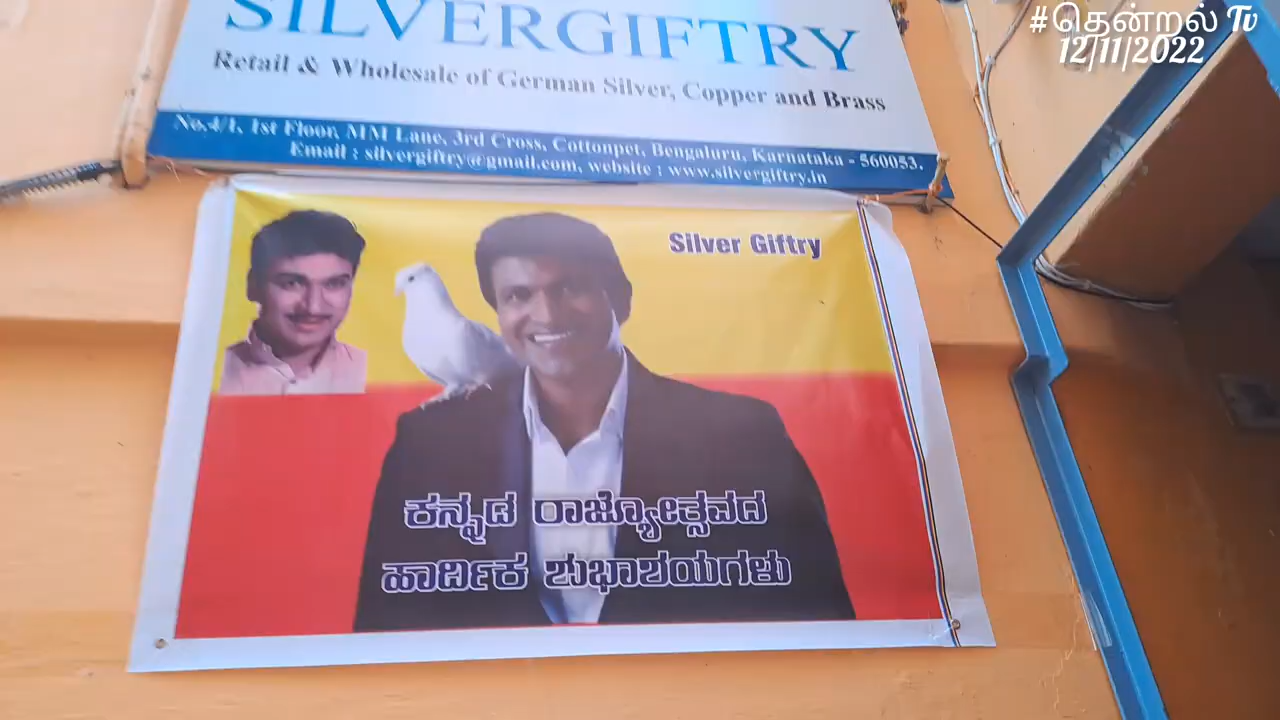 #தென்றல் Tv
12/11/2022
SILVERGIFTRY
Retail & Wholesale of German Silver, Copper and Brass
No.4/1, 1st Floor, MM Lane, 3rd Cross, Cottonpet, Bengaluru, Karnataka - 560053.
Email : silvergiftry@gmail.com, website : www.silvergiftry.in
Silver Giftry
ಕನ್ನಡ ರಾಜ್ಯೋತ್ಸವದ
ಹಾರ್ದಿಕ ಶುಭಾಶಯಗಳು